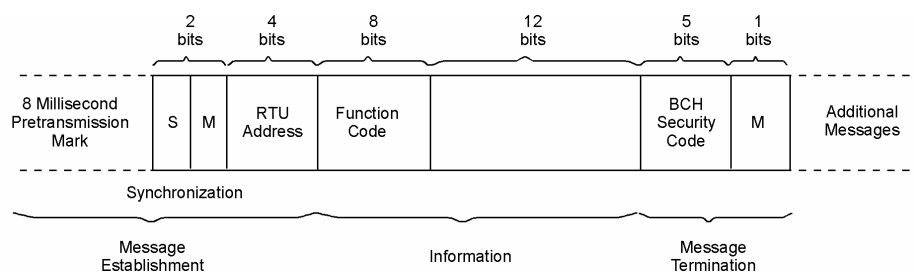 2
bits
4
bits
8
bits
12
bits
5
bits
1
bits
8 Millisecond
Pretransmission
Mark
S
M
RTU
Address
Function
Code
BCH
Security
Code
M
Additional
Messages
Synchronization
Message
Establishment
Information
Message
Termination